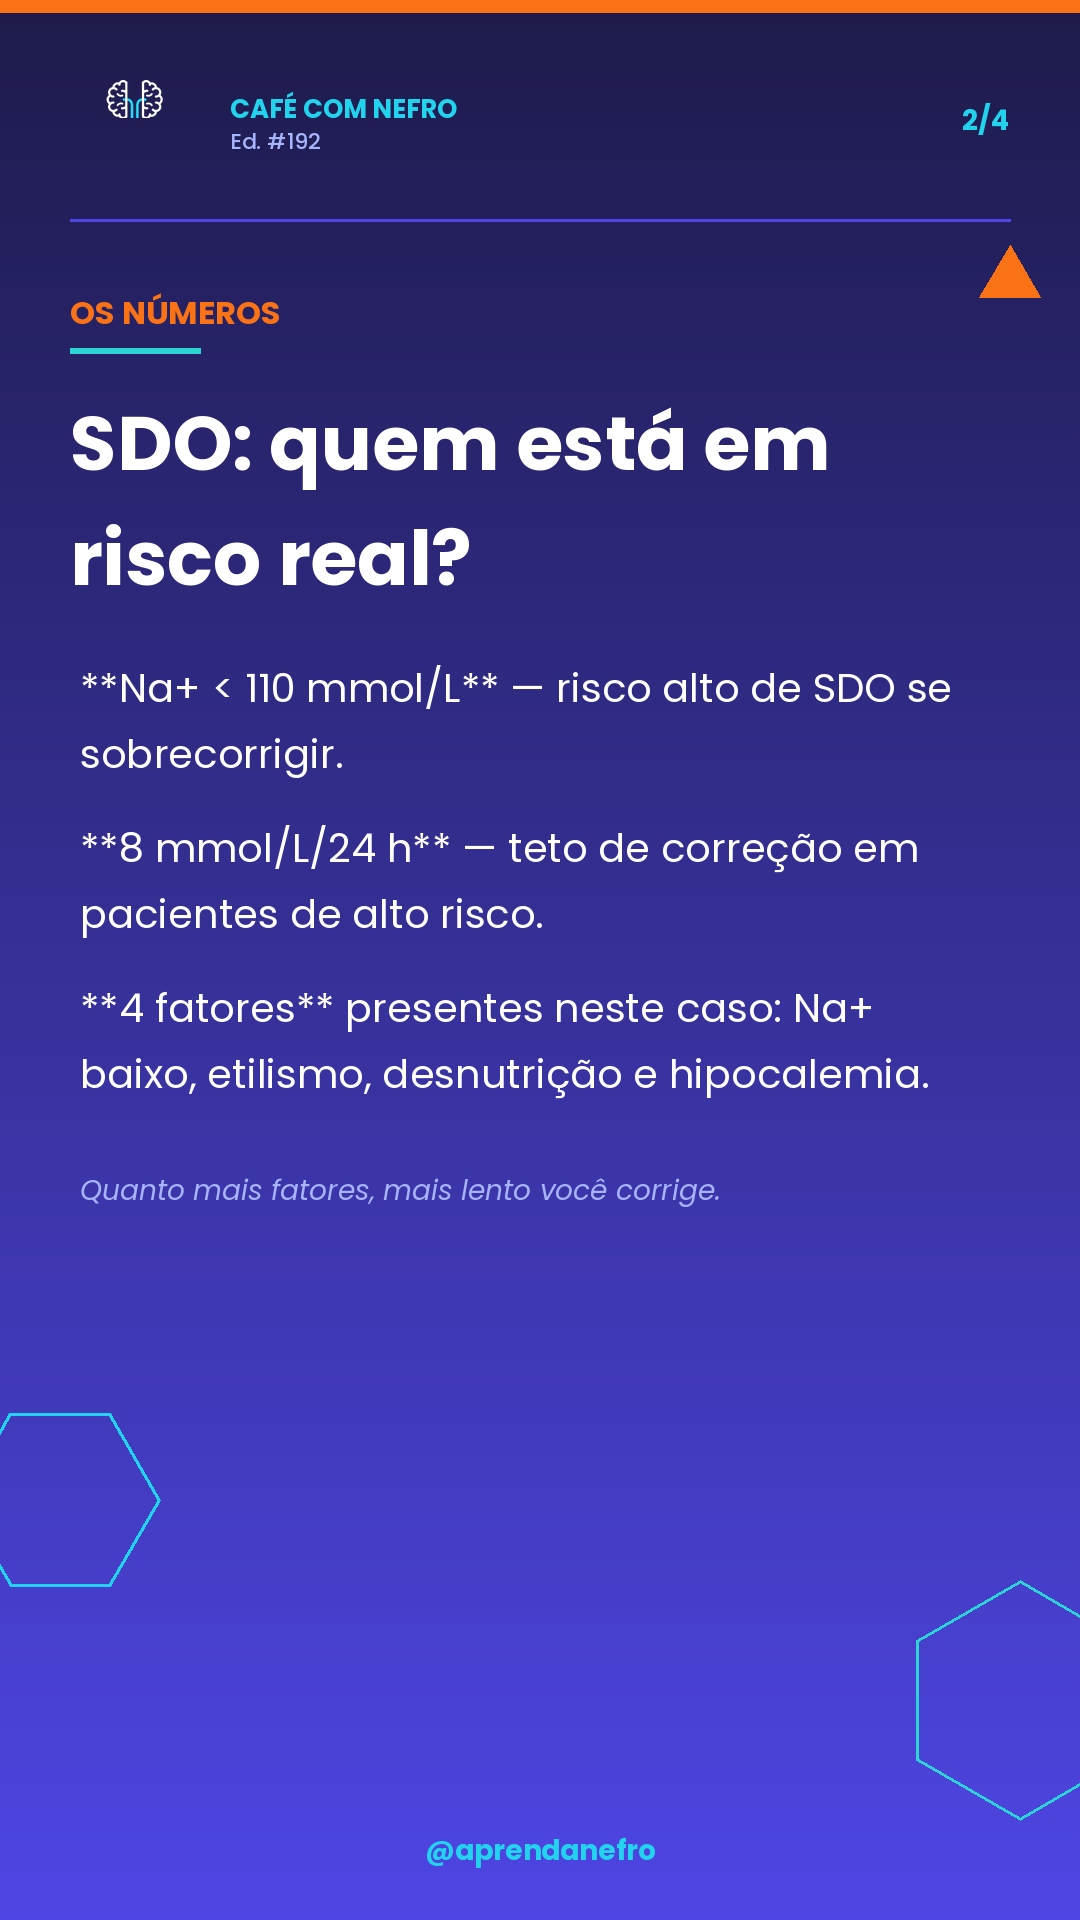 CAFÉ COM NEFRO
Ed. #192
2/4
OS NÚMEROS
SDO: quem está em
risco real?
**Na+ < 110 mmol/L** — risco alto de SDO se
sobrecorrigir.
**8 mmol/L/24 h** — teto de correção em
pacientes de alto risco.
**4 fatores** presentes neste caso: Na+
baixo, etilismo, desnutrição e hipocalemia.
Quanto mais fatores, mais lento você corrige.
@aprendanefro